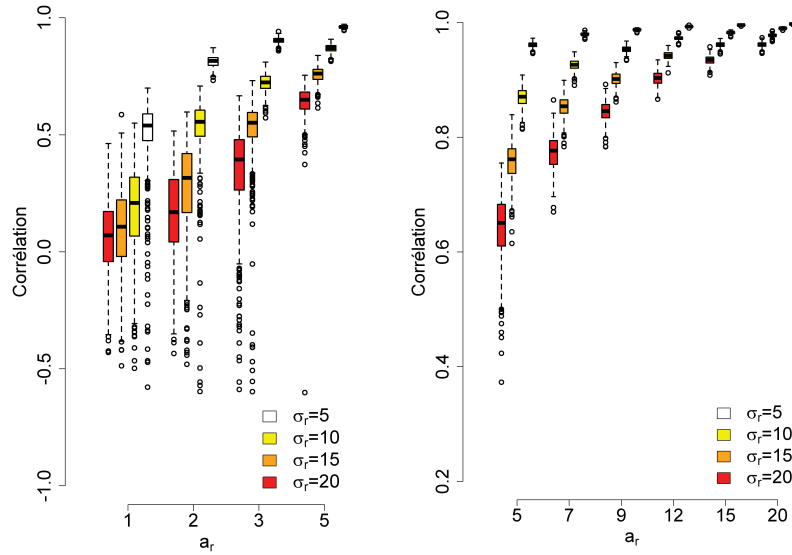 Corrélation
1.0
0.5
0.0
-0.5
-1.0
σr=5
σr=10
σr=15
σr=20
1 2 3 5
ar
Corrélation
1.0
0.8
0.6
0.4
0.2
σr=5
σr=10
σr=15
σr=20
5 7 9 12 15 20
ar